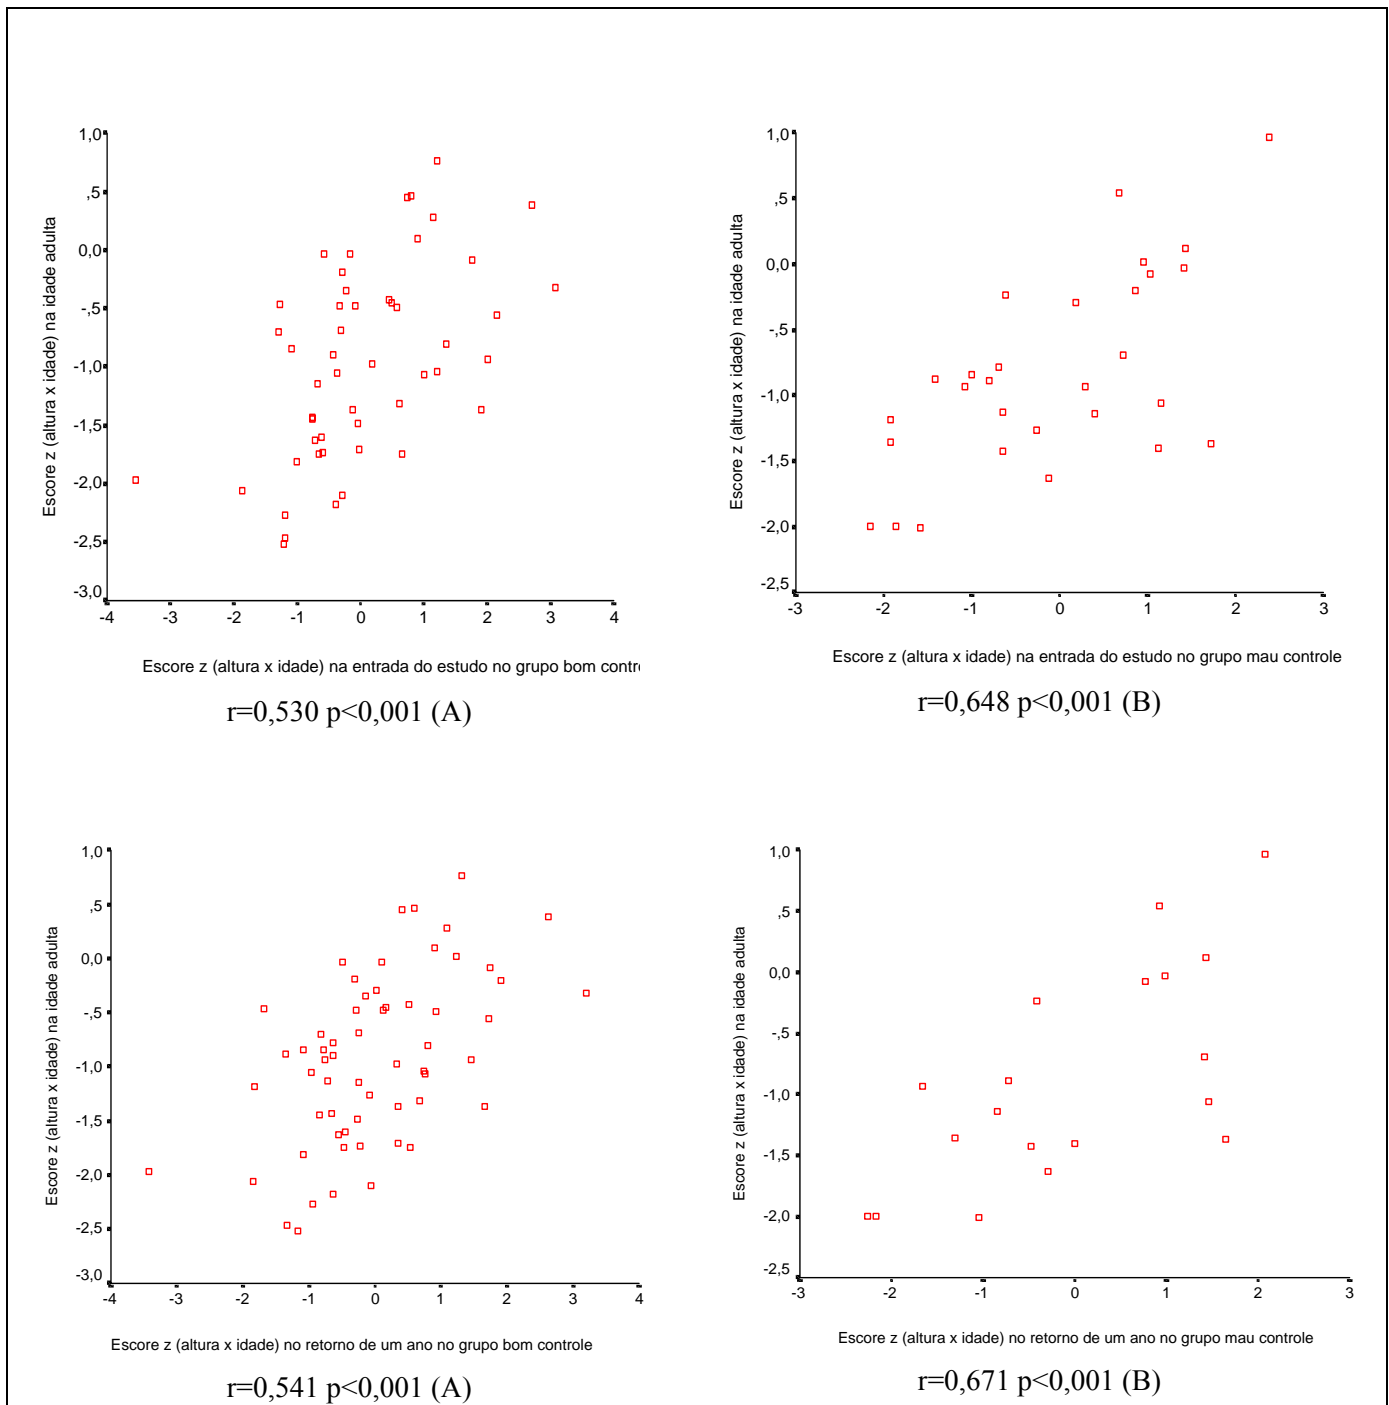 Escore z (altura x idade) na idade adulta
1,0
,5
0,0
-,5
-1,0
-1,5
-2,0
-2,5
-3,0
-4 -3 -2 -1 0 1 2 3 4
Escore z (altura x idade) na entrada do estudo no grupo bom contr
r=0,530 p<0,001 (A)
Escore z (altura x idade) na idade adulta
1,0
,5
0,0
-,5
-1,0
-1,5
-2,0
-2,5
-3 -2 -1 0 1 2 3
Escore z (altura x idade) na entrada do estudo no grupo mau controle
r=0,648 p<0,001 (B)
Escore z (altura x idade) na idade adulta
1,0
,5
0,0
-,5
-1,0
-1,5
-2,0
-2,5
-3,0
-4 -3 -2 -1 0 1 2 3 4
Escore z (altura x idade) no retorno de um ano no grupo bom controle
r=0,541 p<0,001 (A)
Escore z (altura x idade) na idade adulta
1,0
,5
0,0
-,5
-1,0
-1,5
-2,0
-2,5
-3 -2 -1 0 1 2 3
Escore z (altura x idade) no retorno de um ano no grupo mau controle
r=0,671 p<0,001 (B)